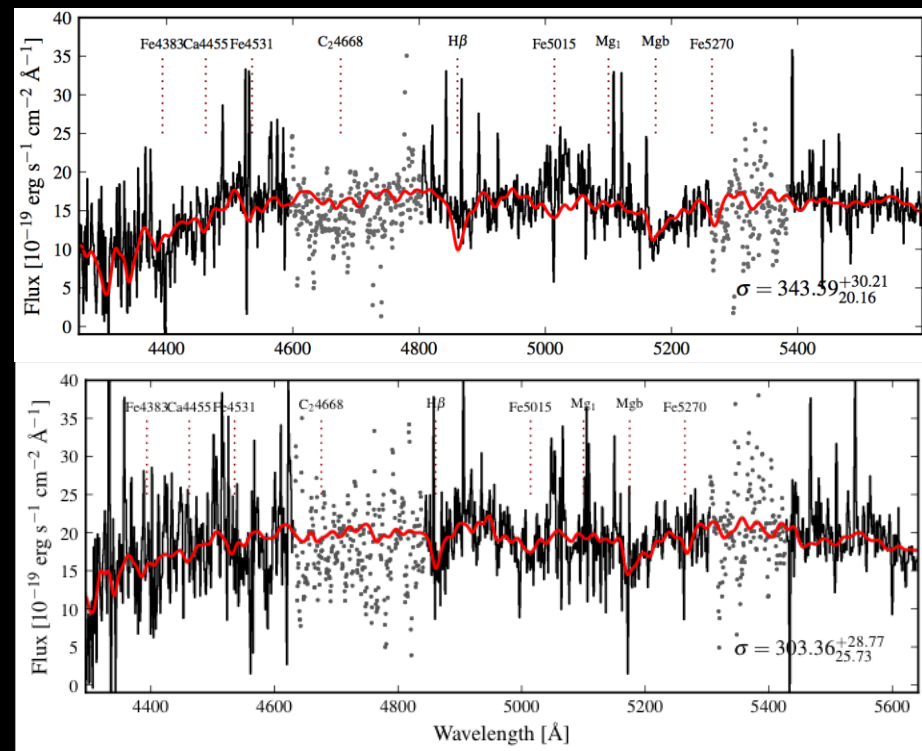 40
35
30
25
20
15
10
5
0
Flux [10⁻¹⁹ erg s⁻¹ cm⁻² Å⁻¹]
Fe4383 Ca4455 Fe4531 C₂4668 Hβ Fe5015 Mg₁ Mgb Fe5270
σ = 343.59 +30.21 20.16
4400 4600 4800 5000 5200 5400
40
35
30
25
20
15
10
5
0
Flux [10⁻¹⁹ erg s⁻¹ cm⁻² Å⁻¹]
Fe4383 Ca4455 Fe4531 C₂4668 Hβ Fe5015 Mg₁ Mgb Fe5270
σ = 303.36 +28.77 25.73
4400 4600 4800 5000 5200 5400 5600
Wavelength [Å]